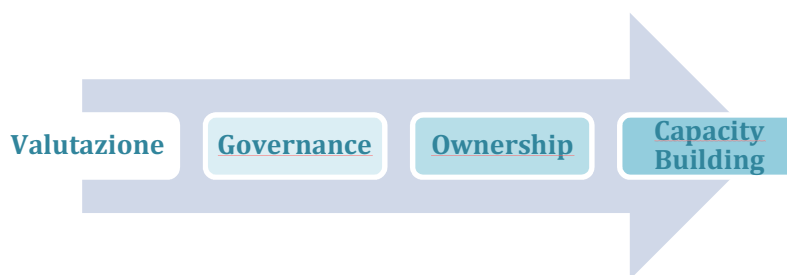 Valutazione
Governance
Ownership
Capacity
Building